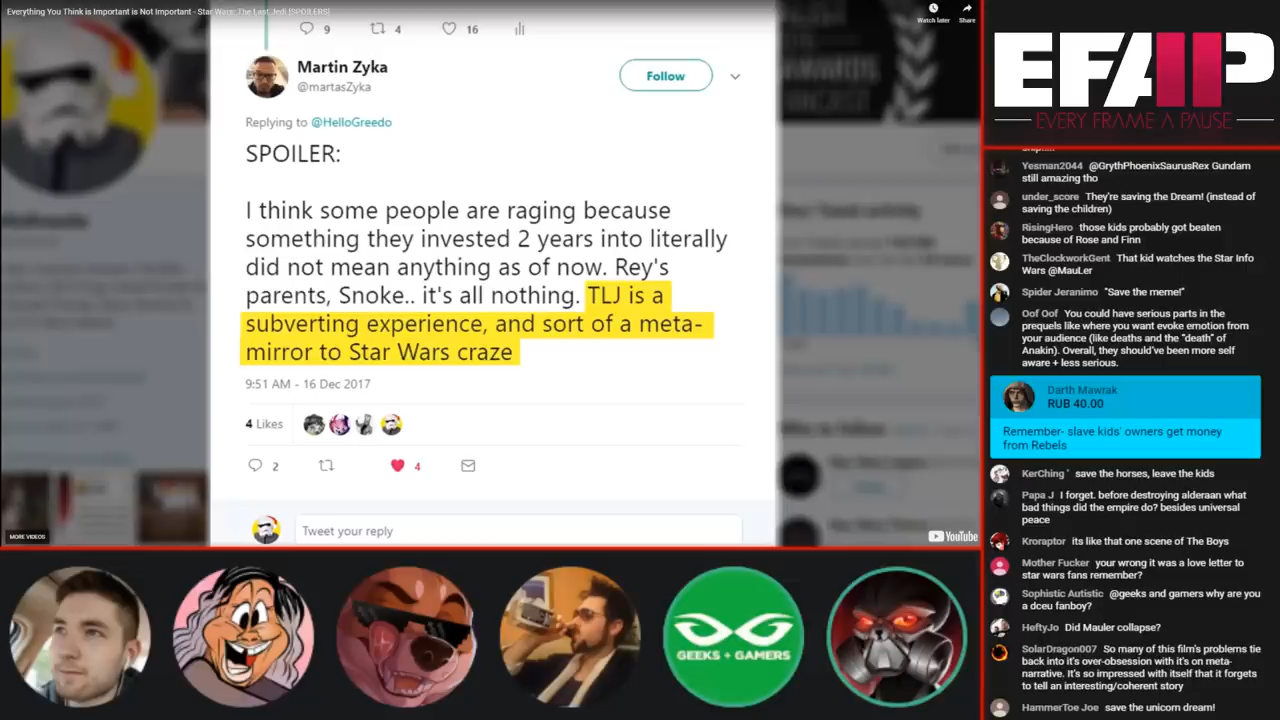 Everything You Think is Important is Not Important - Star Wars: The Last Jedi [SPOILERS]
Watch later
Share
9
4
16
Martin Zyka
@martasZyka
Follow
Replying to @HelloGreedo
SPOILER:
I think some people are raging because
something they invested 2 years into literally
did not mean anything as of now. Rey's
parents, Snoke.. it's all nothing. TLJ is a
subverting experience, and sort of a meta-
mirror to Star Wars craze
9:51 AM - 16 Dec 2017
4 Likes
2
4
Tweet your reply
MORE VIDEOS
YouTube
GEEKS + GAMERS
EFAP
EVERY FRAME A PAUSE
Yesman2044 @GrythPhoenixSaurusRex Gundam
still amazing tho
under_score They're saving the Dream! (instead of
saving the children)
RisingHero those kids probably got beaten
because of Rose and Finn
TheClockworkGent That kid watches the Star Info
Wars @MauLer
Spider Jeranimo "Save the meme!"
Oof Oof You could have serious parts in the
prequels like where you want evoke emotion from
your audience (like deaths and the "death" of
Anakin). Overall, they should've been more self
aware + less serious.
Darth Mawrak
RUB 40.00
Remember- slave kids' owners get money
from Rebels
KerChing ` save the horses, leave the kids
Papa J I forget. before destroying alderaan what
bad things did the empire do? besides universal
peace
Kroraptor its like that one scene of The Boys
Mother Fucker your wrong it was a love letter to
star wars fans remember?
Sophistic Autistic @geeks and gamers why are you
a dceu fanboy?
HeftyJo Did Mauler collapse?
SolarDragon007 So many of this film's problems tie
back into it's over-obsession with it's on meta-
narrative. it's so impressed with itself that it forgets
to tell an interesting/coherent story
HammerToe Joe save the unicorn dream!